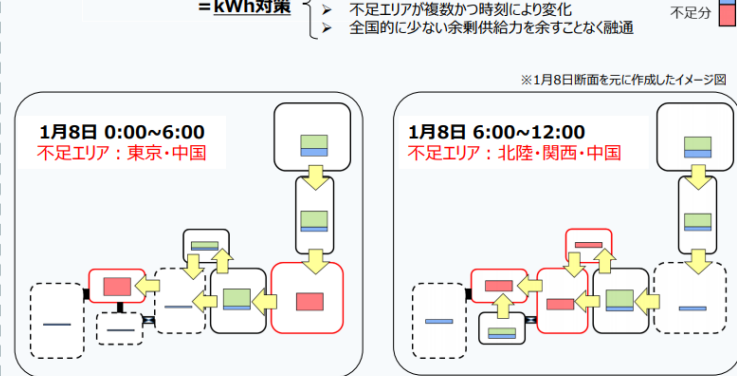 =kWh対策
➢ 不足エリアが複数かつ時刻により変化
➢ 全国的に少ない余剰供給力を余すことなく融通
不足分
※1月8日断面を元に作成したイメージ図
1月8日 0:00~6:00
不足エリア：東京・中国
1月8日 6:00~12:00
不足エリア：北陸・関西・中国